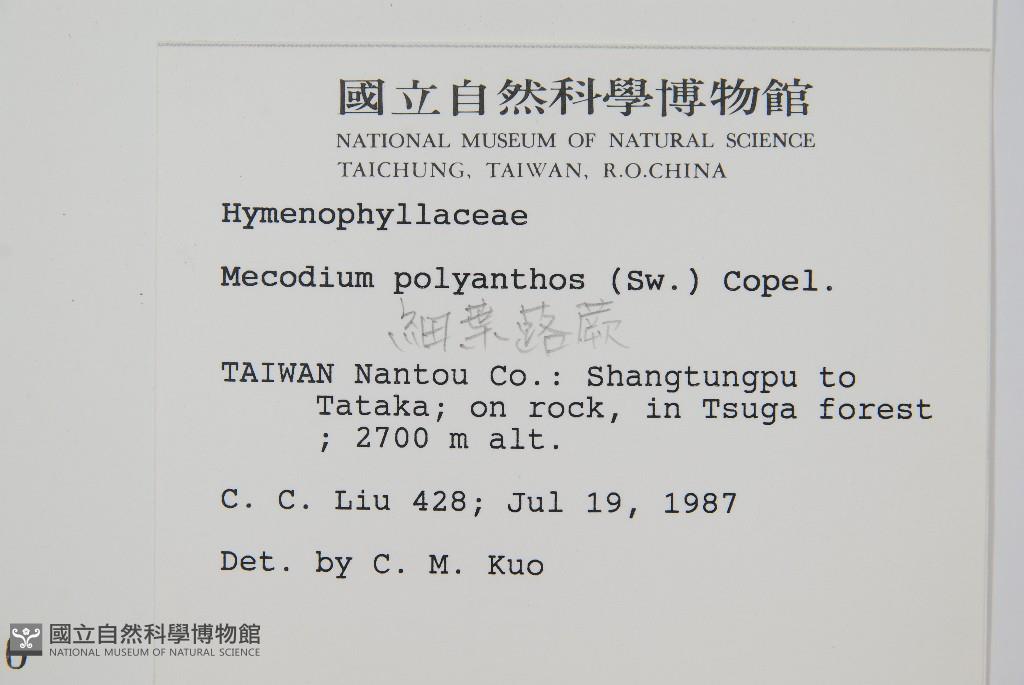 國立自然科學博物館
NATIONAL MUSEUM OF NATURAL SCIENCE
TAICHUNG, TAIWAN, R.O.CHINA
Hymenophyllaceae
Mecodium polyanthos (Sw.) Copel.
細葉蕗蕨
TAIWAN Nantou Co.: Shangtungpu to
Tataka; on rock, in Tsuga forest
; 2700 m alt.
C. C. Liu 428; Jul 19, 1987
Det. by C. M. Kuo
國立自然科學博物館
NATIONAL MUSEUM OF NATURAL SCIENCE